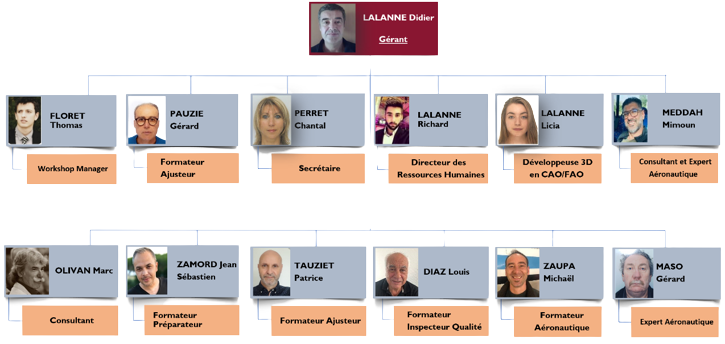 LALANNE Didier
Gérant
FLORET
Thomas
Workshop Manager
PAUZIE
Gérard
Formateur
Ajusteur
PERRET
Chantal
Secrétaire
LALANNE
Richard
Directeur des
Ressources Humaines
LALANNE
Licia
Développeuse 3D
en CAO/FAO
MEDDAH
Mimoun
Consultant et Expert
Aéronautique
OLIVAN Marc
Consultant
ZAMORD Jean
Sébastien
Formateur
Préparateur
TAUZIET
Patrice
Formateur Ajusteur
DIAZ Louis
Formateur
Inspecteur Qualité
ZAUPA
Michaël
Formateur
Aéronautique
MASO
Gérard
Expert Aéronautique